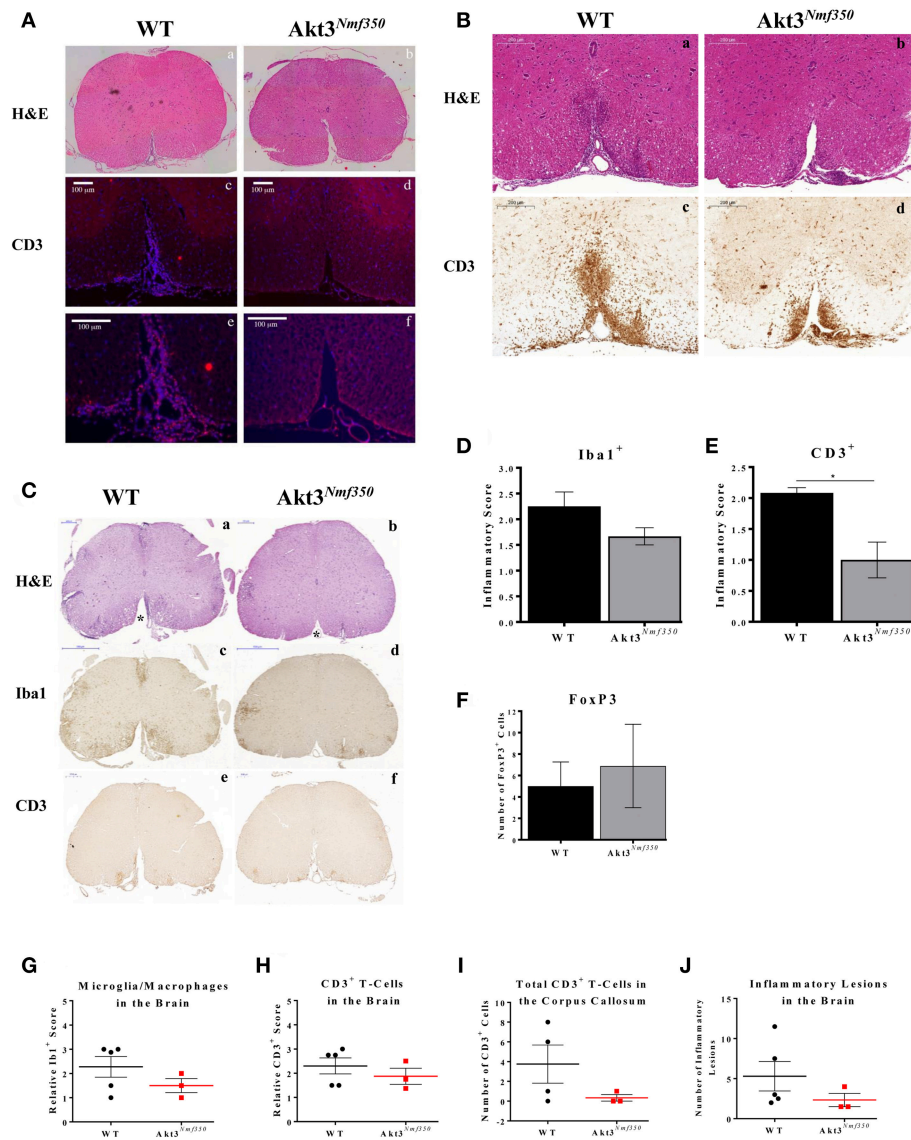 A
WT
Akt3Nmf350
H&E
a
b
CD3
c
100 µm
d
100 µm
e
100 µm
f
100 µm
B
WT
Akt3Nmf350
H&E
a
b
CD3
c
d
200 µm
C
WT
Akt3Nmf350
H&E
a
b
*
*
Iba1
c
d
CD3
e
f
D
Iba1+
Inflammatory Score
3.0
2.5
2.0
1.5
1.0
0.5
0.0
WT
Akt3Nmf350
E
CD3+
Inflammatory Score
2.5
2.0
1.5
1.0
0.5
0.0
*
WT
Akt3Nmf350
F
FoxP3
Number of FoxP3+ Cells
12
10
8
6
4
2
0
WT
Akt3Nmf350
G
Microglia/Macrophages
in the Brain
Relative Ib1+ Score
5
4
3
2
1
0
WT
Akt3Nmf350
H
CD3+ T-Cells
in the Brain
Relative CD3+ Score
5
4
3
2
1
0
WT
Akt3Nmf350
I
Total CD3+ T-Cells in
the Corpus Callosum
Number of CD3+ Cells
10
8
6
4
2
0
-2
WT
Akt3Nmf350
J
Inflammatory Lesions
in the Brain
Number of Inflammatory
Lesions
15
10
5
0
WT
Akt3Nmf350